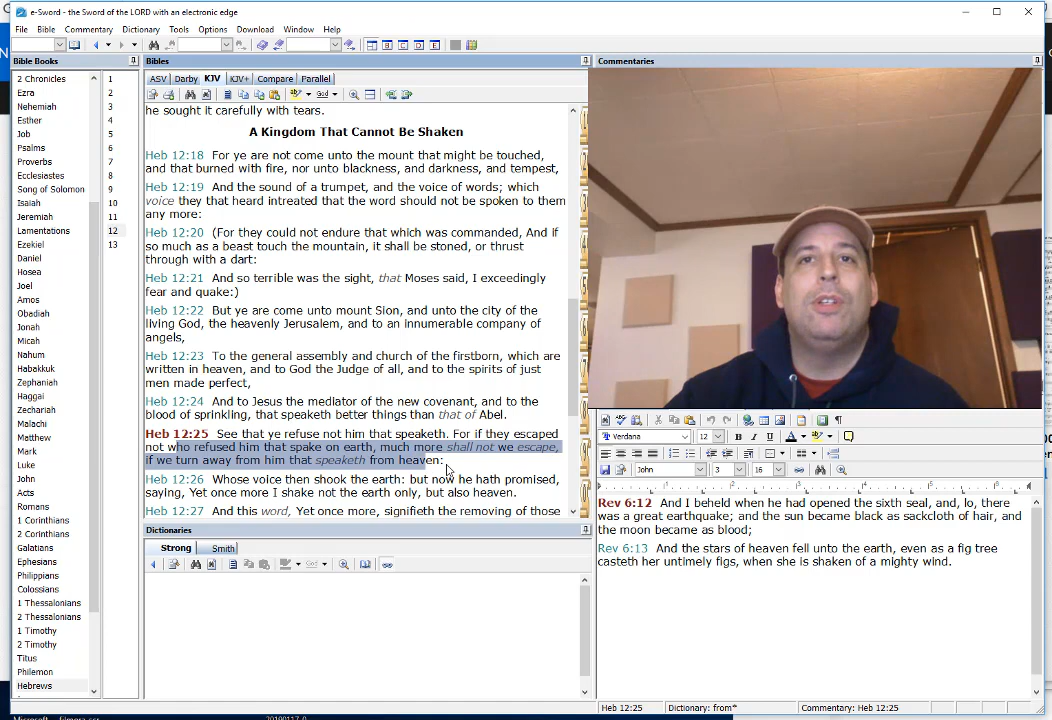 e-Sword - the Sword of the LORD with an electronic edge
File Bible Commentary Dictionary Tools Options Download Window Help
Bible Books
Bibles
Commentaries
2 Chronicles
Ezra
Nehemiah
Esther
Job
Psalms
Proverbs
Ecclesiastes
Song of Solomon
Isaiah
Jeremiah
Lamentations
Ezekiel
Daniel
Hosea
Joel
Amos
Obadiah
Jonah
Micah
Nahum
Habakkuk
Zephaniah
Haggai
Zechariah
Malachi
Matthew
Mark
Luke
John
Acts
Romans
1 Corinthians
2 Corinthians
Galatians
Ephesians
Philippians
Colossians
1 Thessalonians
2 Thessalonians
1 Timothy
2 Timothy
Titus
Philemon
Hebrews
1
2
3
4
5
6
7
8
9
10
11
12
13
ASV Darby KJV KJV+ Compare Parallel
he sought it carefully with tears.
A Kingdom That Cannot Be Shaken
Heb 12:18 For ye are not come unto the mount that might be touched,
and that burned with fire, nor unto blackness, and darkness, and tempest,
Heb 12:19 And the sound of a trumpet, and the voice of words; which
voice they that heard intreated that the word should not be spoken to them
any more:
Heb 12:20 (For they could not endure that which was commanded, And if
so much as a beast touch the mountain, it shall be stoned, or thrust
through with a dart:
Heb 12:21 And so terrible was the sight, that Moses said, I exceedingly
fear and quake:)
Heb 12:22 But ye are come unto mount Sion, and unto the city of the
living God, the heavenly Jerusalem, and to an innumerable company of
angels,
Heb 12:23 To the general assembly and church of the firstborn, which are
written in heaven, and to God the Judge of all, and to the spirits of just
men made perfect,
Heb 12:24 And to Jesus the mediator of the new covenant, and to the
blood of sprinkling, that speaketh better things than that of Abel.
Heb 12:25 See that ye refuse not him that speaketh. For if they escaped
not who refused him that spake on earth, much more shall not we escape,
if we turn away from him that speaketh from heaven:
Heb 12:26 Whose voice then shook the earth: but now he hath promised,
saying, Yet once more I shake not the earth only, but also heaven.
Heb 12:27 And this word, Yet once more, signifieth the removing of those
Dictionaries
Strong Smith
Verdana 12 B I U A
John 3 16
1 2 3 4 5 6
Rev 6:12 And I beheld when he had opened the sixth seal, and, lo, there
was a great earthquake; and the sun became black as sackcloth of hair, and
the moon became as blood;
Rev 6:13 And the stars of heaven fell unto the earth, even as a fig tree
casteth her untimely figs, when she is shaken of a mighty wind.
Heb 12:25 Dictionary: from* Commentary: Heb 12:25